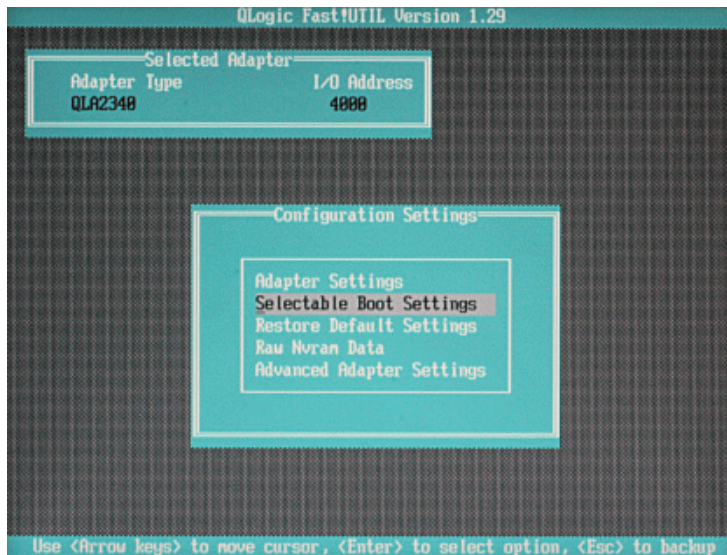 QLogic Fast!UTIL Version 1.29
Selected Adapter
Adapter Type I/O Address
QLA2340 4000
Configuration Settings
Adapter Settings
Selectable Boot Settings
Restore Default Settings
Raw Nvram Data
Advanced Adapter Settings
Use <Arrow keys> to move cursor, <Enter> to select option, <Esc> to backup